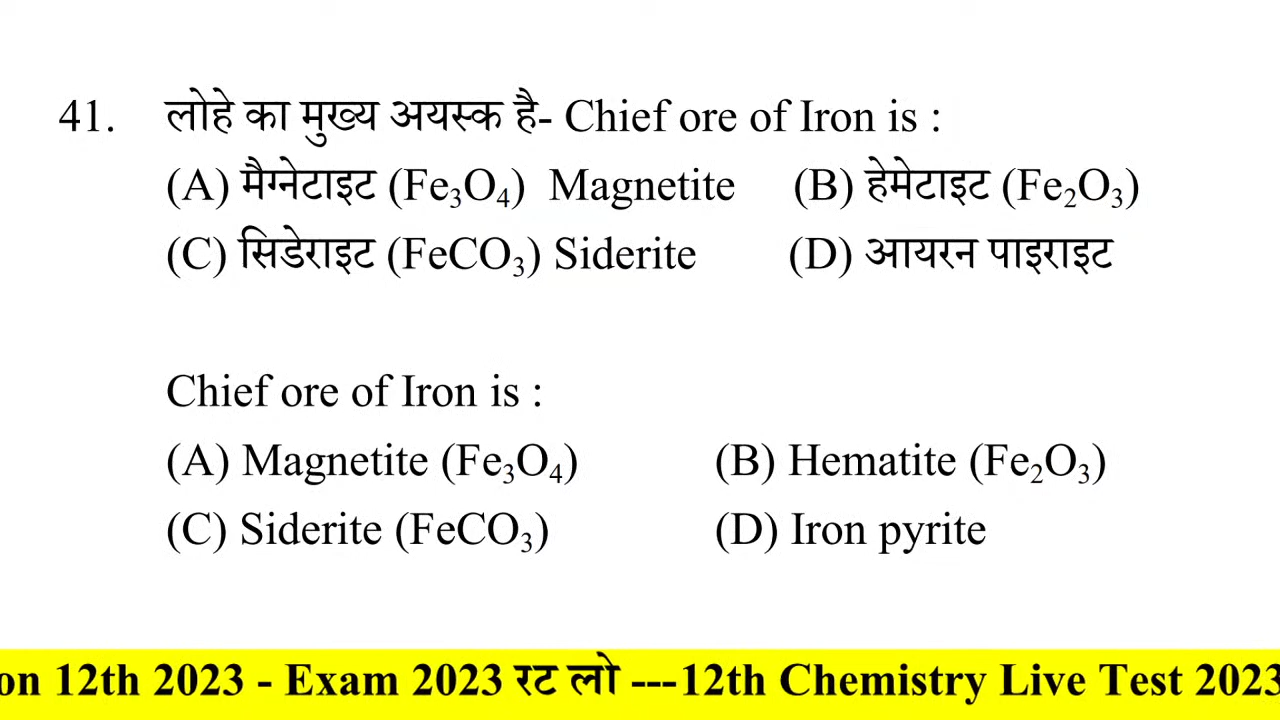 41. लोहे का मुख्य अयस्क है- Chief ore of Iron is :
(A) मैग्नेटाइट (Fe₃O₄) Magnetite (B) हेमेटाइट (Fe₂O₃)
(C) सिडेराइट (FeCO₃) Siderite (D) आयरन पाइराइट
Chief ore of Iron is :
(A) Magnetite (Fe₃O₄) (B) Hematite (Fe₂O₃)
(C) Siderite (FeCO₃) (D) Iron pyrite
on 12th 2023 - Exam 2023 रट लो ---12th Chemistry Live Test 2023